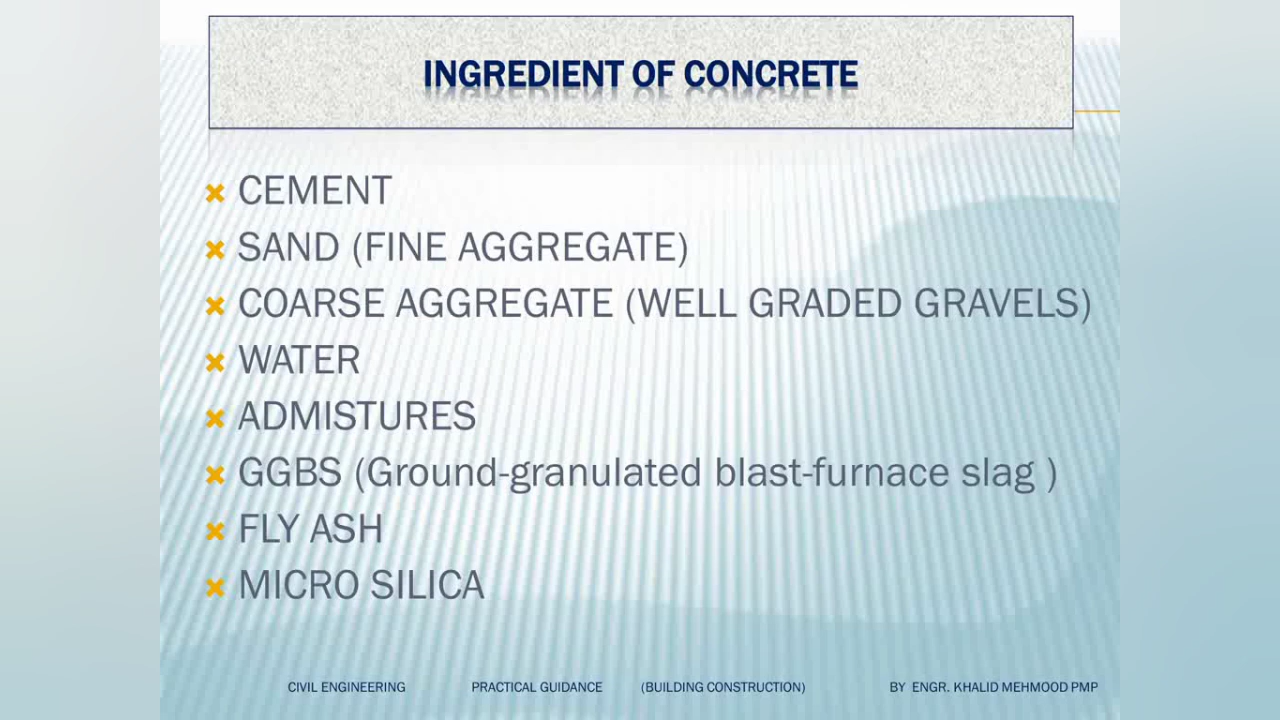 INGREDIENT OF CONCRETE
CEMENT
SAND (FINE AGGREGATE)
COARSE AGGREGATE (WELL GRADED GRAVELS)
WATER
ADMISTURES
GGBS (Ground-granulated blast-furnace slag )
FLY ASH
MICRO SILICA
CIVIL ENGINEERING PRACTICAL GUIDANCE (BUILDING CONSTRUCTION) BY ENGR. KHALID MEHMOOD PMP